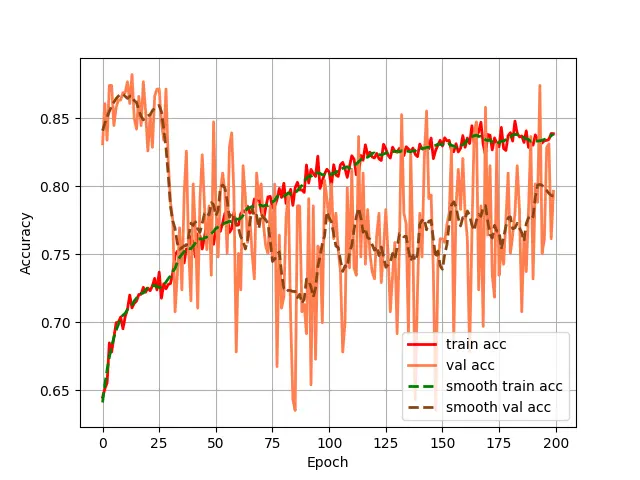 0.85
0.80
0.75
0.70
0.65
Accuracy
train acc
val acc
smooth train acc
smooth val acc
0 25 50 75 100 125 150 175 200
Epoch